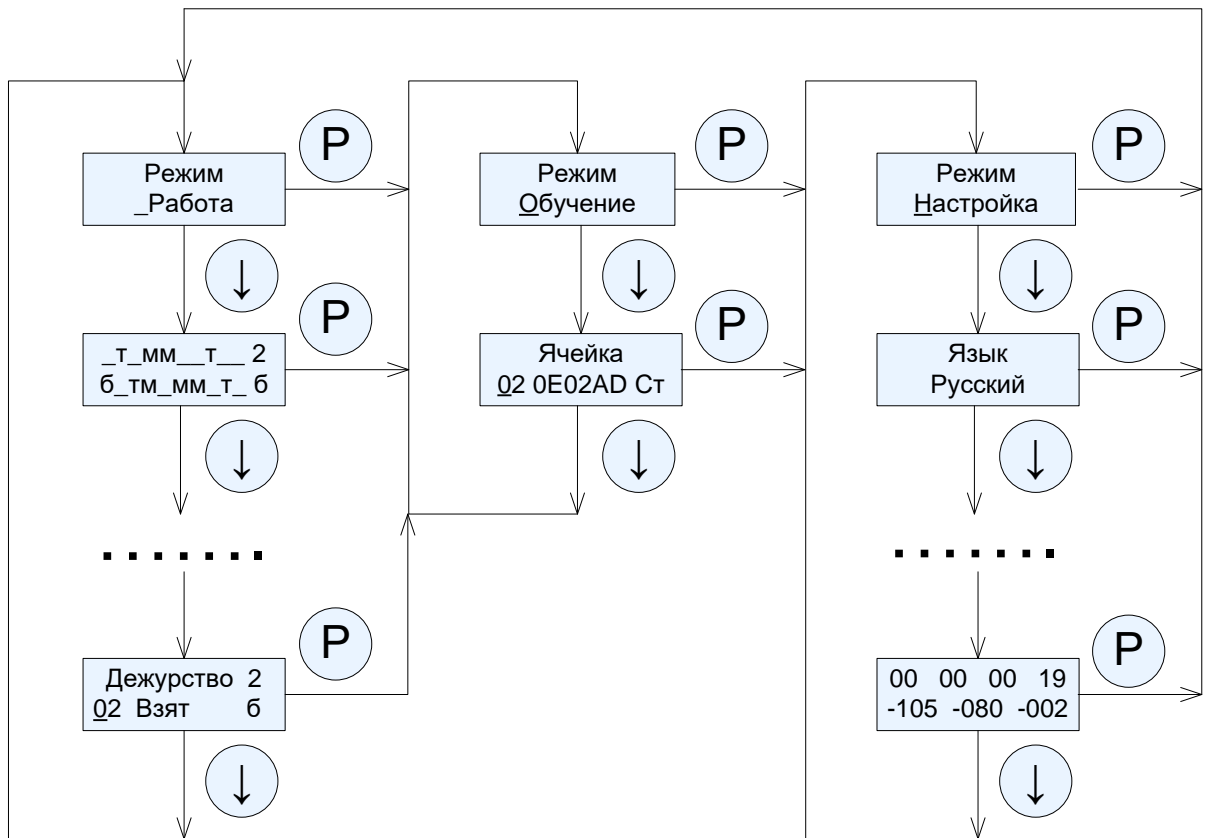 Режим
_Работа
P
↓
_т_мм__т__ 2
б_тм_мм_т_ б
P
↓
Дежурство 2
02 Взят б
P
↓
Режим
Обучение
P
↓
Ячейка
02 0E02AD Ст
P
↓
Режим
Настройка
P
↓
Язык
Русский
P
↓
00 00 00 19
-105 -080 -002
P
↓